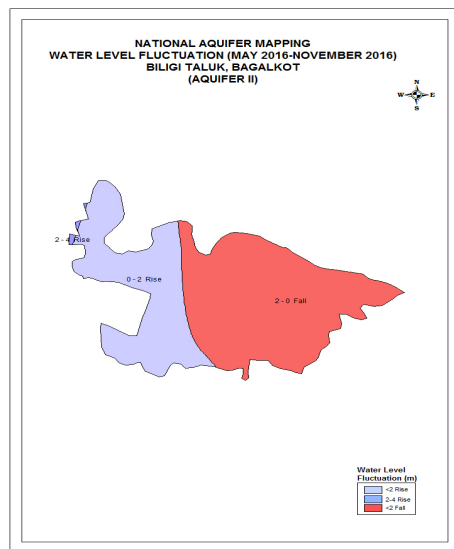 NATIONAL AQUIFER MAPPING
WATER LEVEL FLUCTUATION (MAY 2016-NOVEMBER 2016)
BILIGI TALUK, BAGALKOT
(AQUIFER II)
N
W E
S
2 - 4 Rise
0 - 2 Rise
2 - 0 Fall
Water Level
Fluctuation (m)
<2 Rise
2-4 Rise
<2 Fall